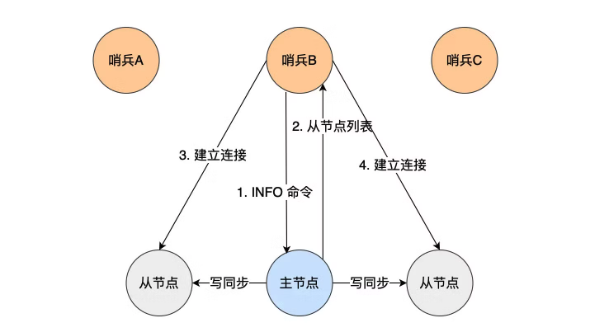 哨兵A
哨兵B
哨兵C
2. 从节点列表
3. 建立连接
4. 建立连接
1. INFO 命令
从节点
写同步
主节点
写同步
从节点